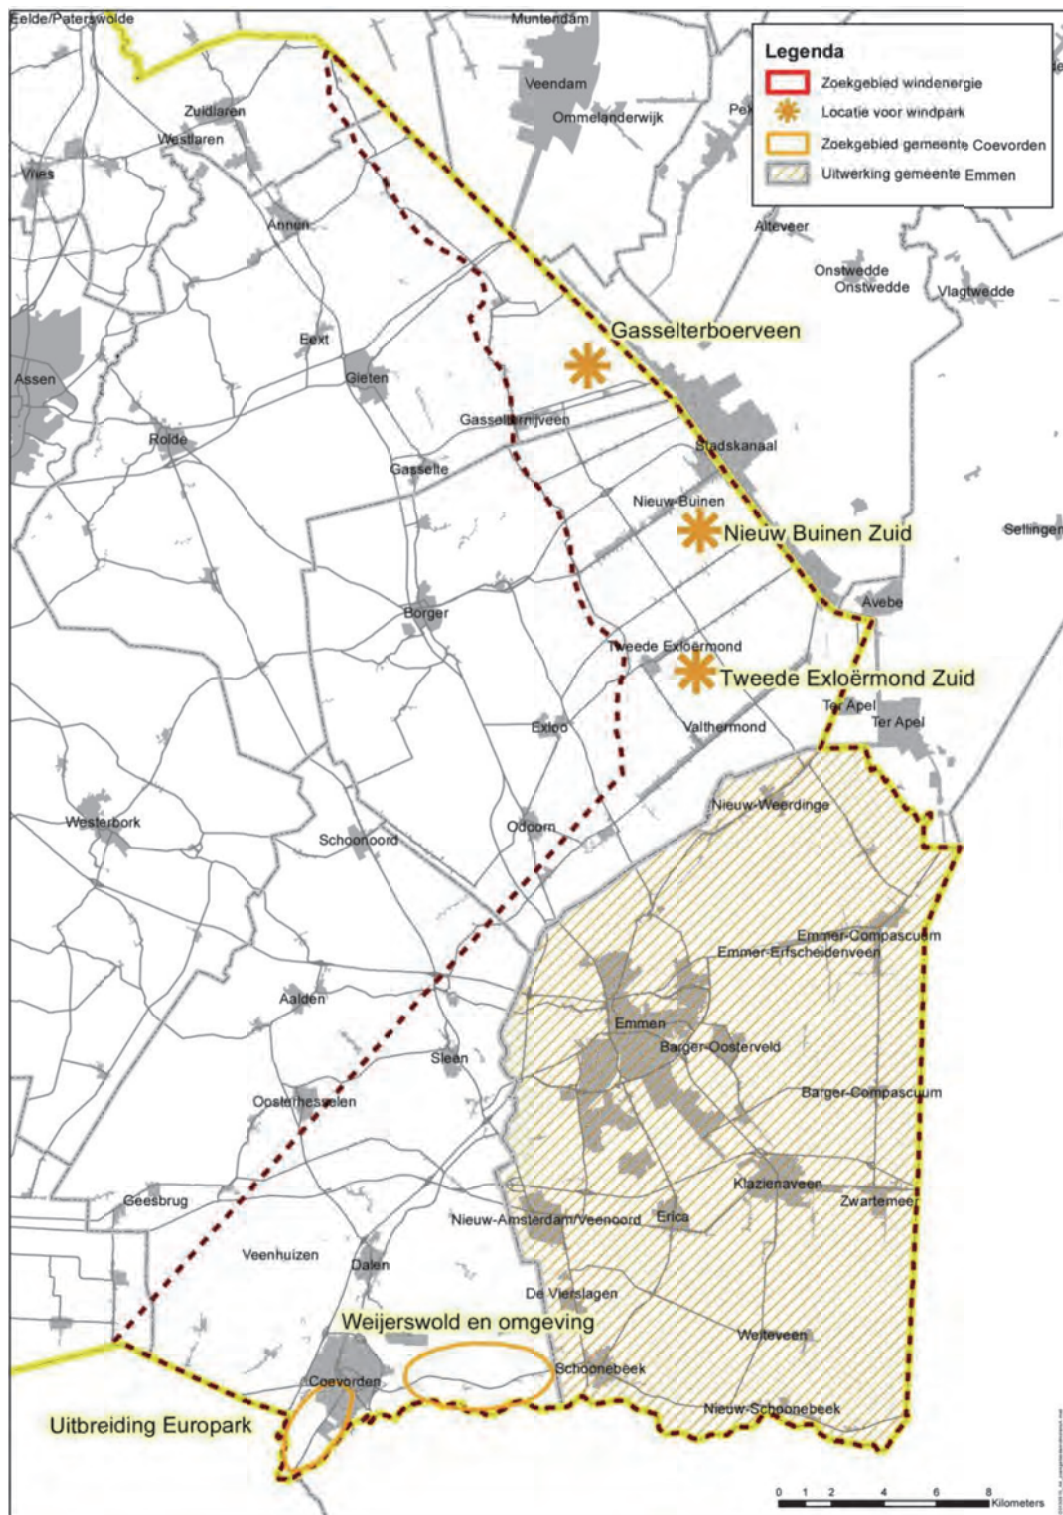 Eelde/Paterswolde
Muntendam
Veendam
Ommelanderwijk
Legenda
Zoekgebied windenergie
Locatie voor windpark
Zoekgebied gemeente Coevorden
Uitwerking gemeente Emmen
Zuidlaren
Westlaren
Vries
Annen
Alteveer
Onstwedde
Onstwedde
Vlagtwedde
Gasselterboerveen
Eext
Gieten
Assen
Gasselternijveen
Rolde
Stadskanaal
Gasselte
Nieuw-Buinen
Nieuw Buinen Zuid
Sellingen
Borger
Avebe
Tweede Exloërmond
Tweede Exloërmond Zuid
Ter Apel
Ter Apel
Exloo
Valthermond
Nieuw-Weerdinge
Westerbork
Schoonoord
Odoorn
Emmer-Compascuum
Emmer-Erfscheidenveen
Aalden
Emmen
Barger-Oosterveld
Sleen
Barger-Compascuum
Oosterhesselen
Klazienaveen
Geesbrug
Zwartemeer
Nieuw-Amsterdam/Veenoord
Erica
Veenhuizen
Dalen
De Vierslagen
Weijerswold en omgeving
Weiteveen
Schoonebeek
Coevorden
Nieuw-Schoonebeek
Uitbreiding Europark
0 1 2 4 6 8
Kilometers